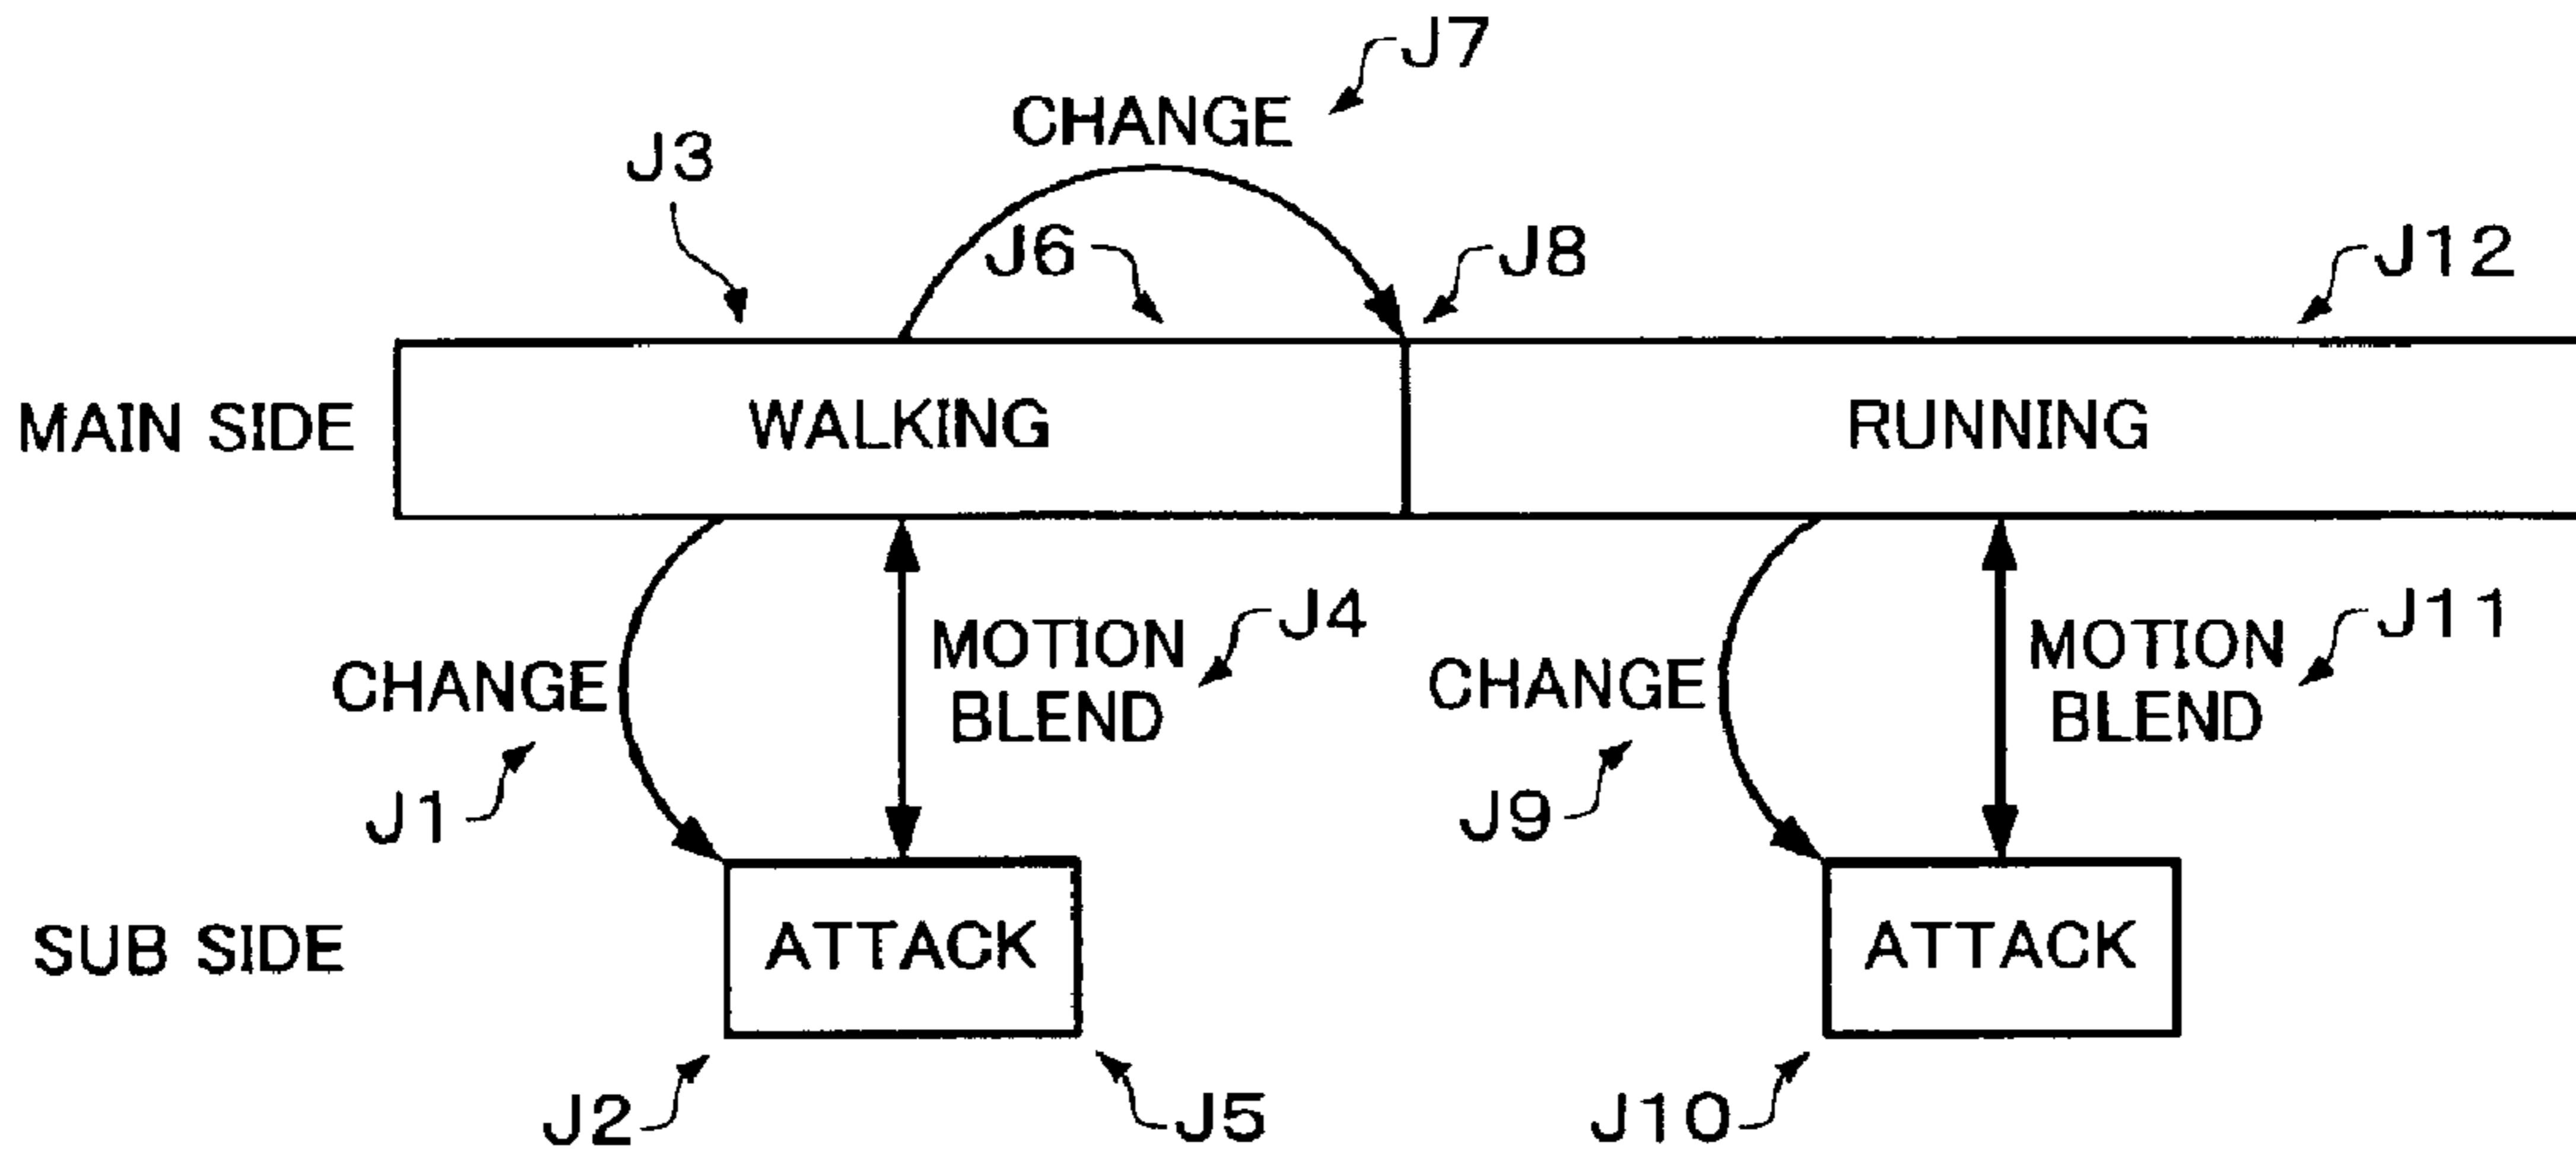 J7
CHANGE
J3
J6
J8
J12
MAIN SIDE
WALKING
RUNNING
MOTION
BLEND
J4
CHANGE
J1
MOTION
BLEND
J11
CHANGE
J9
SUB SIDE
ATTACK
ATTACK
J2
J5
J10